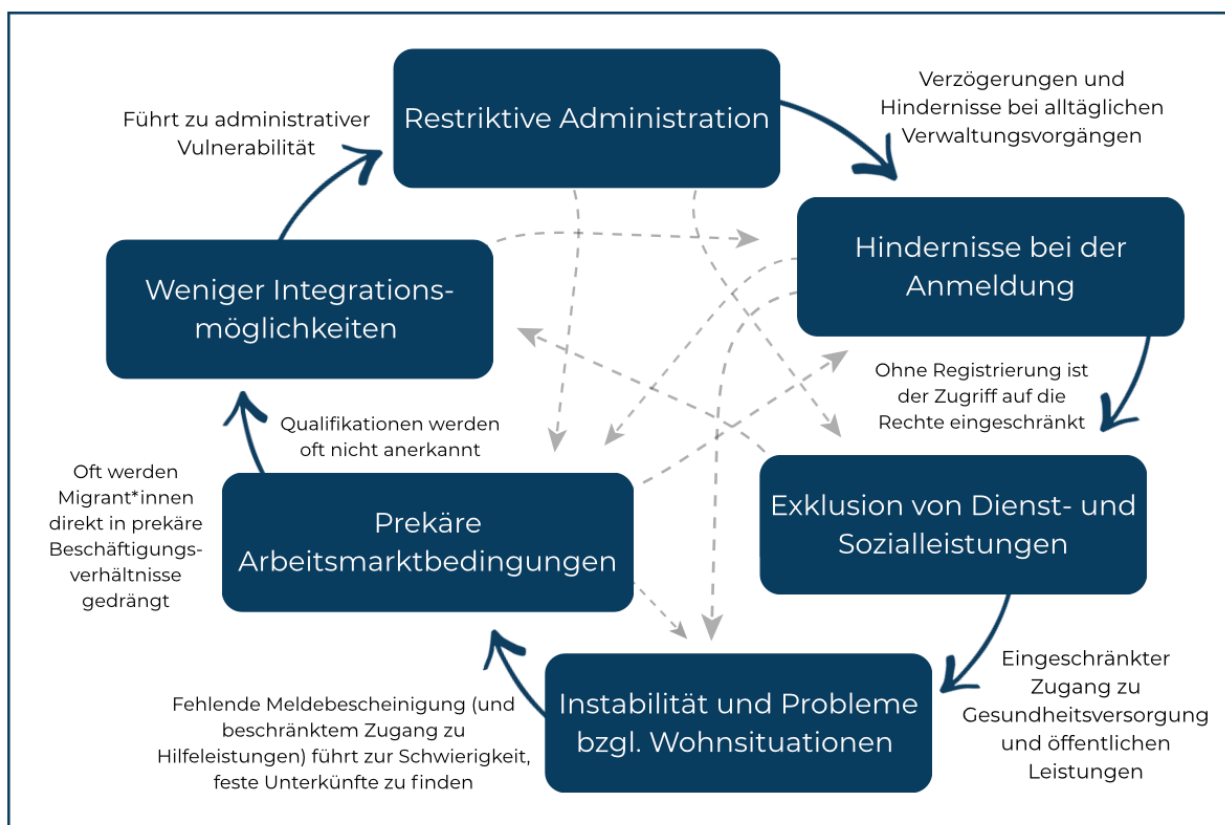 Restriktive Administration
Verzögerungen und
Hindernisse bei alltäglichen
Verwaltungsvorgängen
Hindernisse bei der
Anmeldung
Ohne Registrierung ist
der Zugriff auf die
Rechte eingeschränkt
Exklusion von Dienst- und
Sozialleistungen
Eingeschränkter
Zugang zu
Gesundheitsversorgung
und öffentlichen
Leistungen
Instabilität und Probleme
bzgl. Wohnsituationen
Fehlende Meldebescheinigung (und
beschränktem Zugang zu
Hilfeleistungen) führt zur Schwierigkeit,
feste Unterkünfte zu finden
Prekäre
Arbeitsmarktbedingungen
Qualifikationen werden
oft nicht anerkannt
Oft werden
Migrant*innen
direkt in prekäre
Beschäftigungs-
verhältnisse
gedrängt
Weniger Integrations-
möglichkeiten
Führt zu administrativer
Vulnerabilität